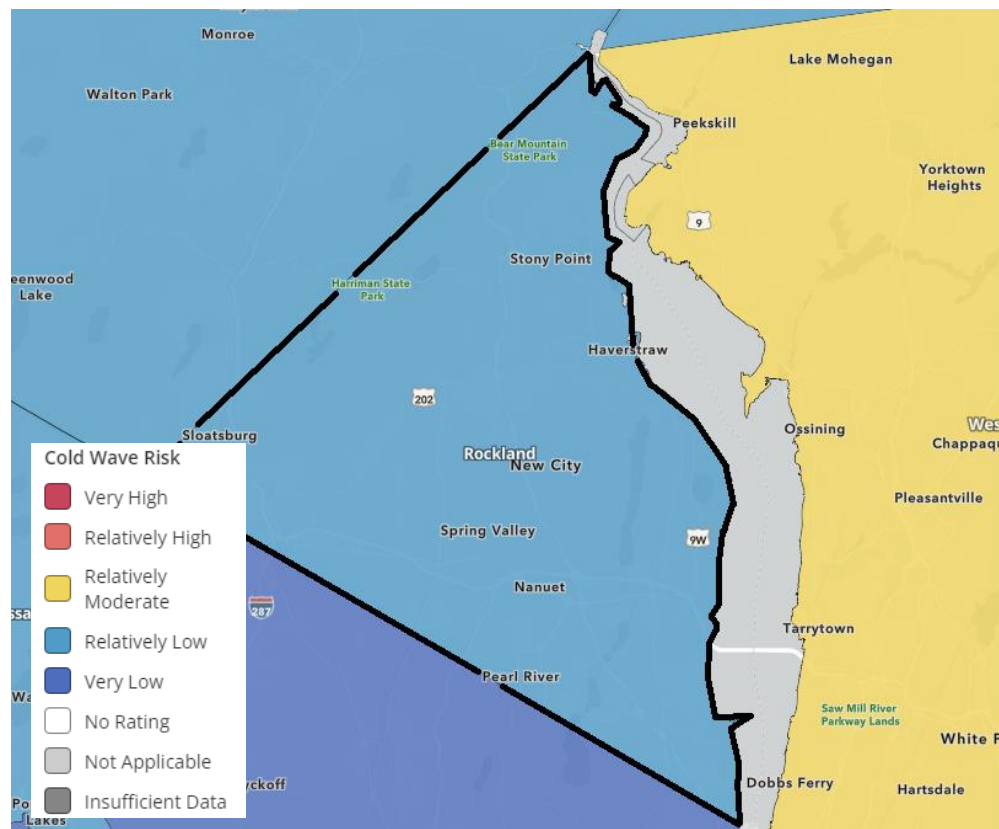 Monroe
Lake Mohegan
Walton Park
Peekskill
Bear Mountain
State Park
Yorktown
Heights
9
Stony Point
eenwood
Lake
Harriman State
Park
Haverstraw
202
Sloatsburg
Ossining
Wes
Chappaqu
Rockland
New City
Pleasantville
Spring Valley
9W
Nanuet
287
Tarrytown
Pearl River
Saw Mill River
Parkway Lands
White F
Dobbs Ferry
Hartsdale
yckoff
ssa
Wa
Po
Lakes
Cold Wave Risk
Very High
Relatively High
Relatively
Moderate
Relatively Low
Very Low
No Rating
Not Applicable
Insufficient Data